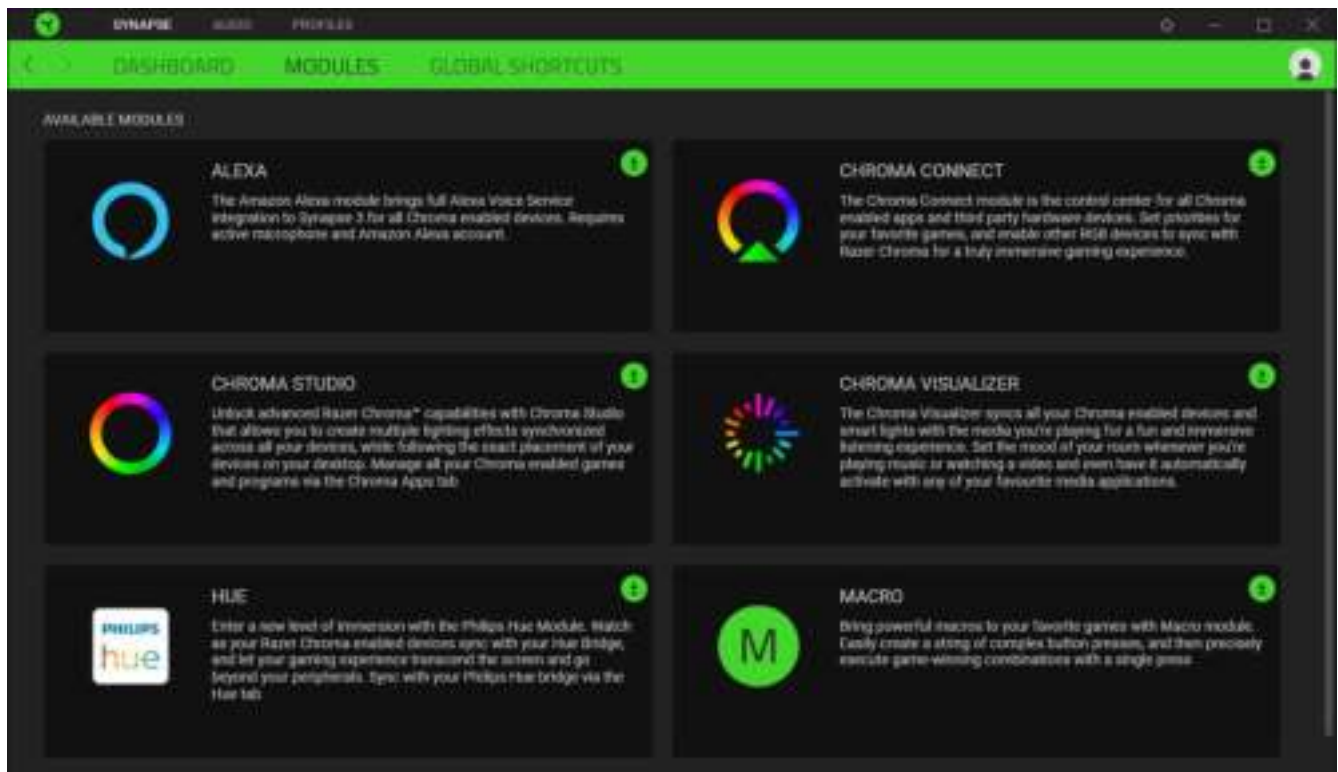 SYNAPSE AUDIO PROFILES
DASHBOARD MODULES GLOBAL SHORTCUTS
AVAILABLE MODULES
ALEXA
The Amazon Alexa module brings full Alexa Voice Service
integration to Synapse 3 for all Chroma enabled devices. Requires
active microphone and Amazon Alexa account.
CHROMA CONNECT
The Chroma Connect module is the control center for all Chroma
enabled apps and third party hardware devices. Set priorities for
your favorite games, and enable other RGB devices to sync with
Razer Chroma for a truly immersive gaming experience.
CHROMA STUDIO
Unlock advanced Razer Chroma™ capabilities with Chroma Studio
that allows you to create multiple lighting effects synchronized
across all your devices, while following the exact placement of your
devices on your desktop. Manage all your Chroma enabled games
and programs via the Chroma Apps tab
CHROMA VISUALIZER
The Chroma Visualizer syncs all your Chroma enabled devices and
smart lights with the media you're playing for a fun and immersive
listening experience. Set the mood of your room whenever you're
playing music or watching a video and even have it automatically
activate with any of your favourite media applications.
PHILIPS
hue
HUE
Enter a new level of immersion with the Philips Hue Module. Watch
as your Razer Chroma enabled devices sync with your Hue Bridge,
and let your gaming experience transcend the screen and go
beyond your peripherals. Sync with your Philips Hue bridge via the
Hue tab
M
MACRO
Bring powerful macros to your favorite games with Macro module.
Easily create a string of complex button presses, and then precisely
execute game-winning combinations with a single press